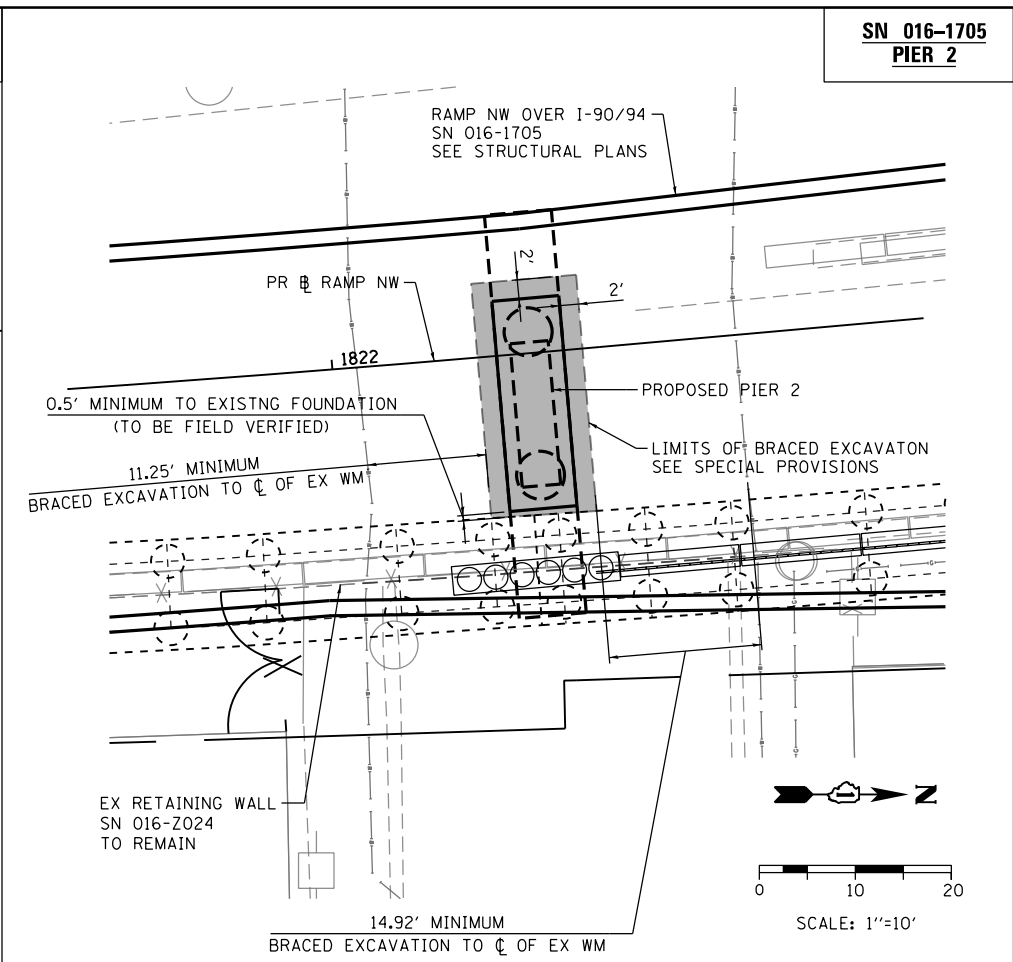 SN 016-1705
PIER 2
RAMP NW OVER I-90/94
SN 016-1705
SEE STRUCTURAL PLANS
2'
2'
PR ⅊ RAMP NW
1822
PROPOSED PIER 2
0.5' MINIMUM TO EXISTNG FOUNDATION
(TO BE FIELD VERIFIED)
LIMITS OF BRACED EXCAVATON
SEE SPECIAL PROVISIONS
11.25' MINIMUM
BRACED EXCAVATION TO ℄ OF EX WM
EX RETAINING WALL
SN 016-Z024
TO REMAIN
N
0 10 20
SCALE: 1''=10'
14.92' MINIMUM
BRACED EXCAVATION TO ℄ OF EX WM